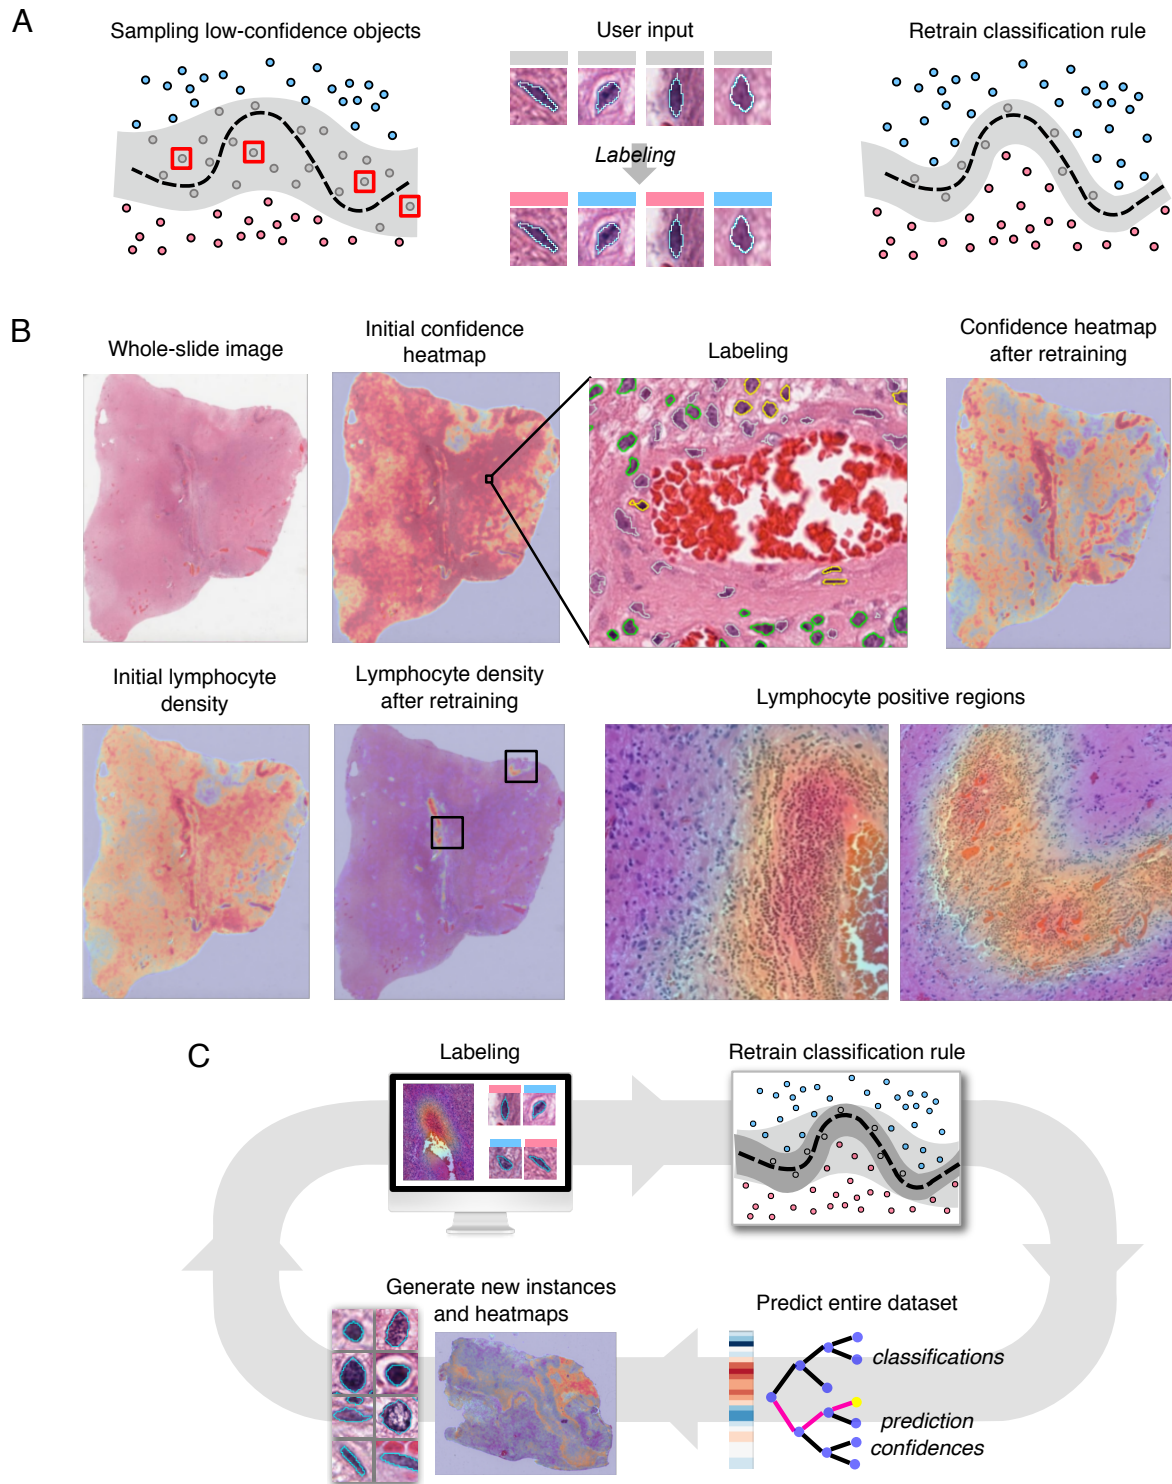 A
Sampling low-confidence objects
User input
Retrain classification rule
Labeling
B
Whole-slide image
Initial confidence
heatmap
Labeling
Confidence heatmap
after retraining
Initial lymphocyte
density
Lymphocyte density
after retraining
Lymphocyte positive regions
C
Labeling
Retrain classification rule
Generate new instances
and heatmaps
Predict entire dataset
classifications
prediction
confidences